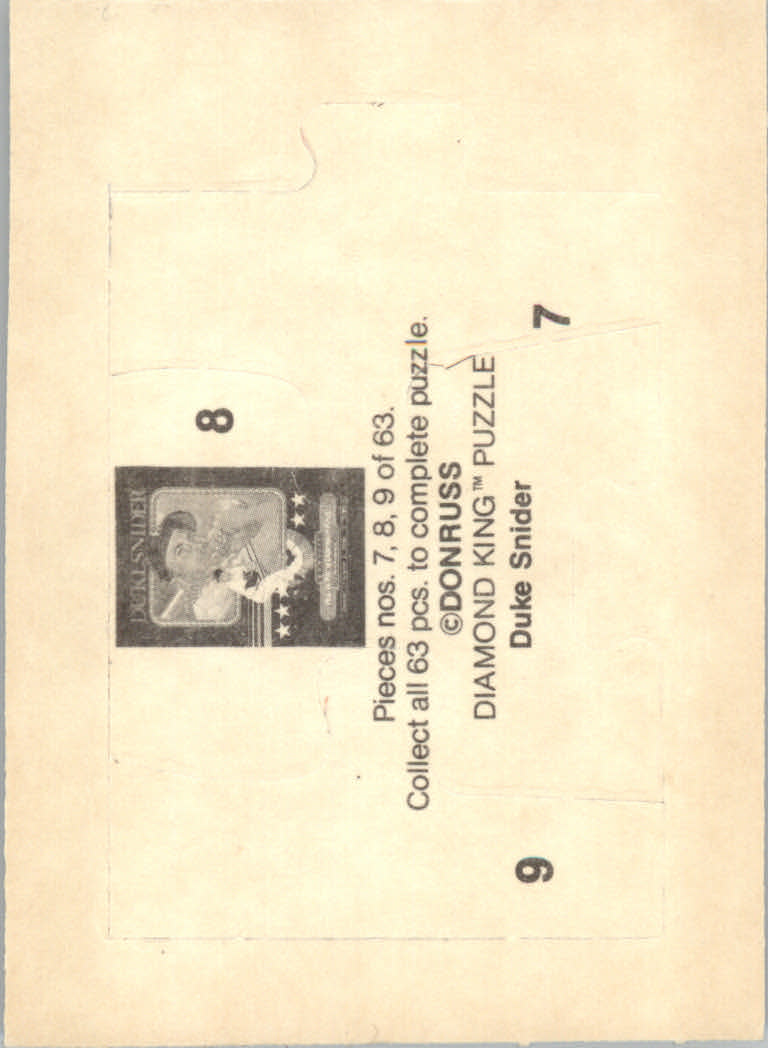 8
DUKE SNIDER
Pieces nos. 7, 8, 9 of 63.
Collect all 63 pcs. to complete puzzle.
©DONRUSS
DIAMOND KING™ PUZZLE
Duke Snider
9
7